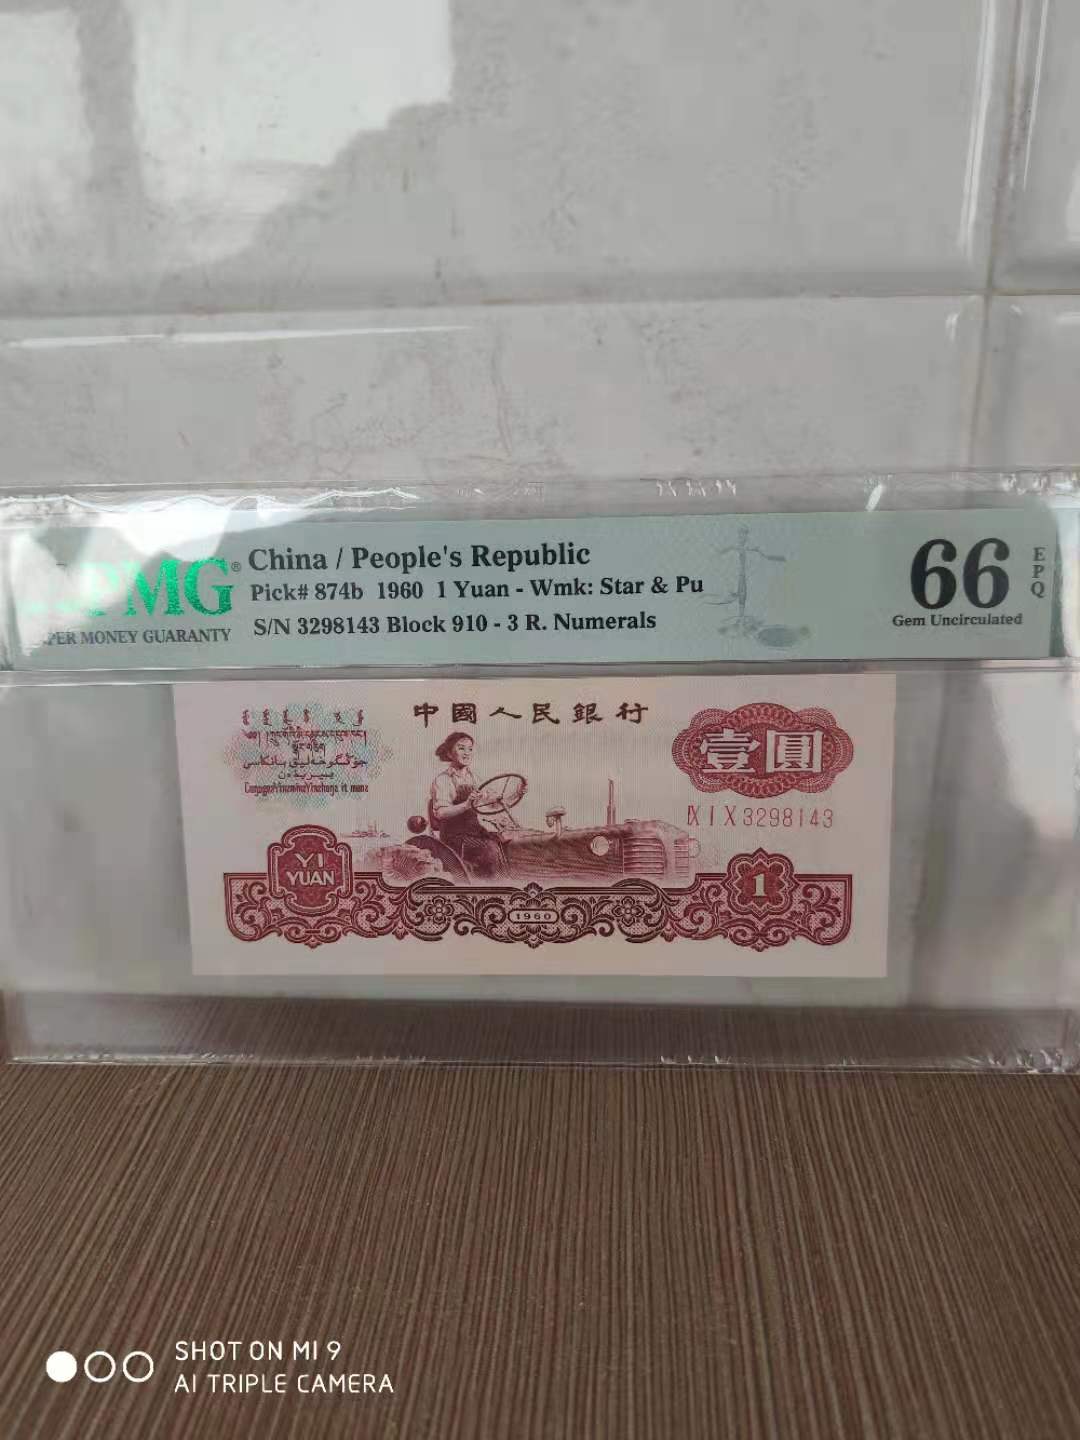 PMG®
PER MONEY GUARANTY
China / People's Republic
Pick# 874b 1960 1 Yuan - Wmk: Star & Pu
S/N 3298143 Block 910 - 3 R. Numerals
66
EPQ
Gem Uncirculated
中國人民銀行
壹圓
IX I X 3298143
YI
YUAN
1960
1
SHOT ON MI 9
AI TRIPLE CAMERA